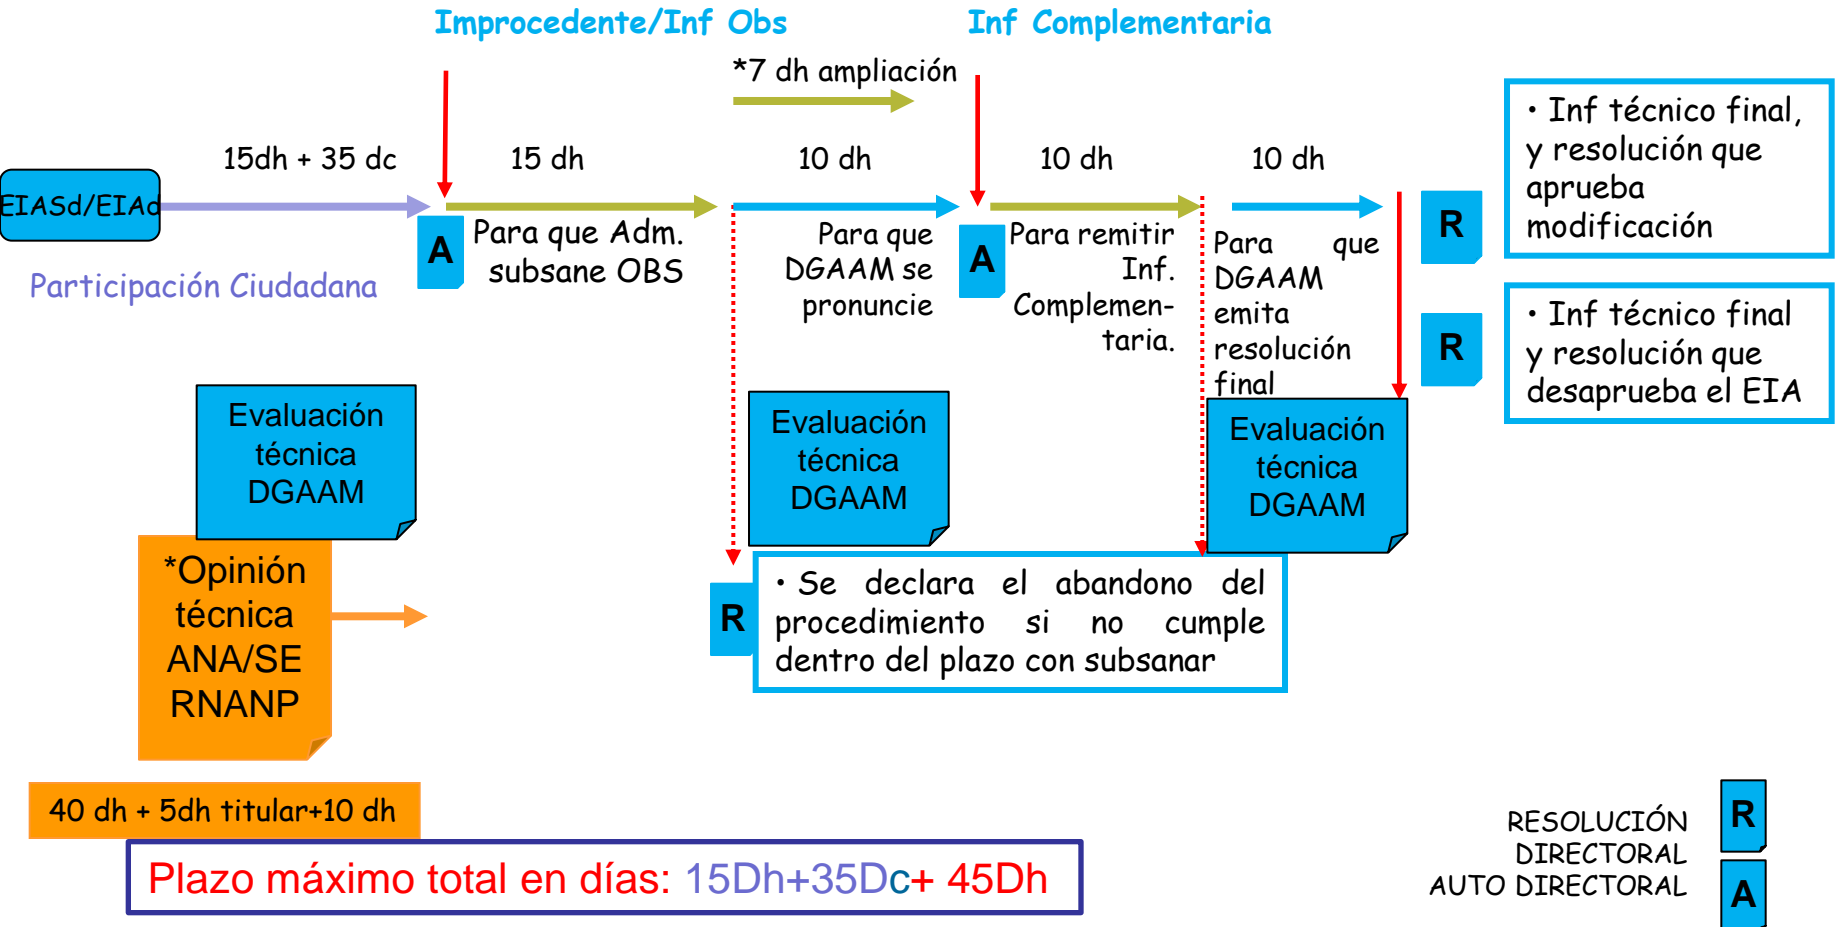 Improcedente/Inf Obs
Inf Complementaria
*7 dh ampliación
15dh + 35 dc
15 dh
10 dh
10 dh
10 dh
EIASd/EIAd
A
Para que Adm.
subsane OBS
Para que
DGAAM se
pronuncie
A
Para remitir
Inf.
Complemen-
taria.
Para que
DGAAM
emita
resolución
final
R
• Inf técnico final,
y resolución que
aprueba
modificación
R
• Inf técnico final
y resolución que
desaprueba el EIA
Participación Ciudadana
Evaluación
técnica
DGAAM
Evaluación
técnica
DGAAM
Evaluación
técnica
DGAAM
*Opinión
técnica
ANA/SE
RNANP
R
• Se declara el abandono del
procedimiento si no cumple
dentro del plazo con subsanar
40 dh + 5dh titular+10 dh
Plazo máximo total en días: 15Dh+35Dc+ 45Dh
RESOLUCIÓN
DIRECTORAL
R
AUTO DIRECTORAL
A